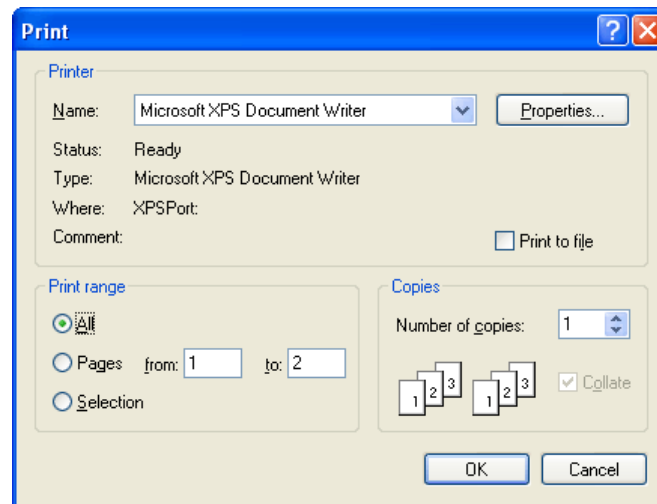 Print
Printer
Name: Microsoft XPS Document Writer Properties...
Status: Ready
Type: Microsoft XPS Document Writer
Where: XPSPort:
Comment: Print to file
Print range
All
Pages from: 1 to: 2
Selection
Copies
Number of copies: 1
1 2 3 1 2 3 Collate
OK Cancel